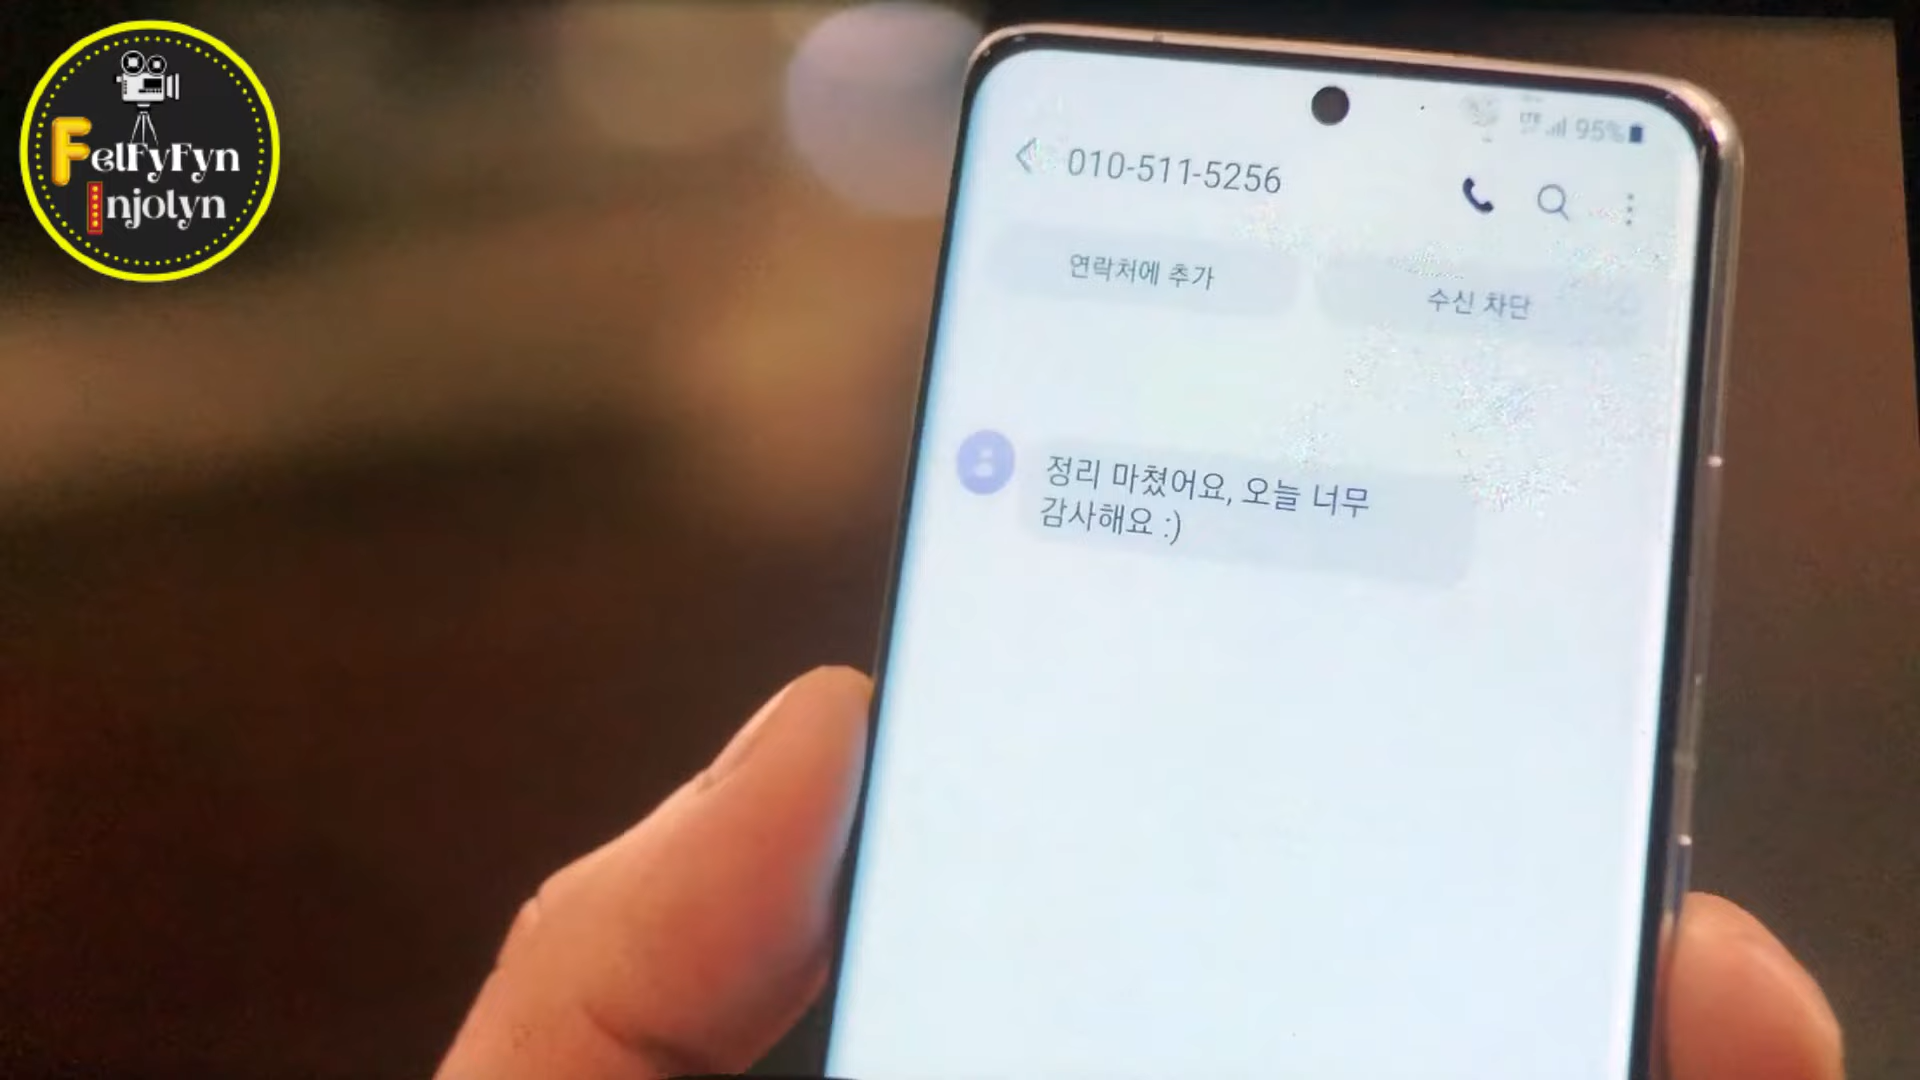 FelFyFyn
Injolyn
95%
010-511-5256
연락처에 추가
수신 차단
정리 마쳤어요, 오늘 너무
감사해요 :)